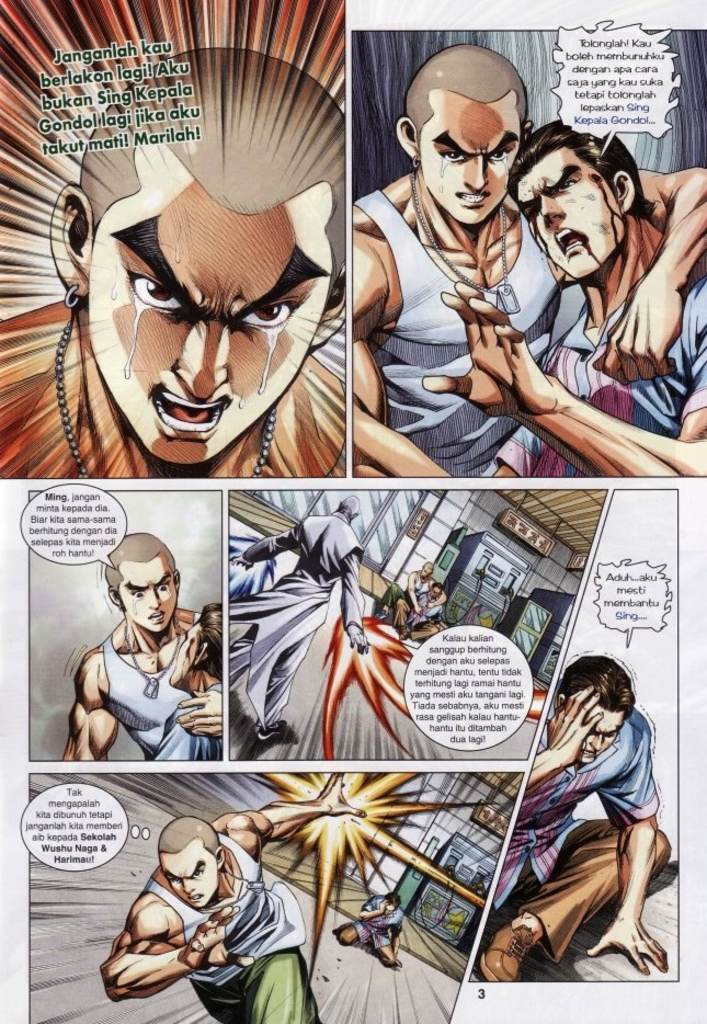 Janganlah kau
berlakon lagi! Aku
bukan Sing Kepala
Gondol lagi jika aku
takut mati! Marilah!
Tolonglah! Kau
boleh membunuhku
dengan apa cara
saja yang kau suka
tetapi tolonglah
lepaskan Sing
Kepala Gondol...
Ming, jangan
minta kepada dia.
Biar kita sama-sama
berhitung dengan dia
selepas kita menjadi
roh hantu!
Kalau kalian
sanggup berhitung
dengan aku selepas
menjadi hantu, tentu tidak
terhitung lagi ramai hantu
yang mesti aku tangani lagi.
Tiada sebabnya, aku mesti
rasa gelisah kalau hantu-
hantu itu ditambah
dua lagi!
Aduh...aku
mesti
membantu
Sing....
Tak
mengapalah
kita dibunuh tetapi
janganlah kita memberi
aib kepada Sekolah
Wushu Naga &
Harimau!
3